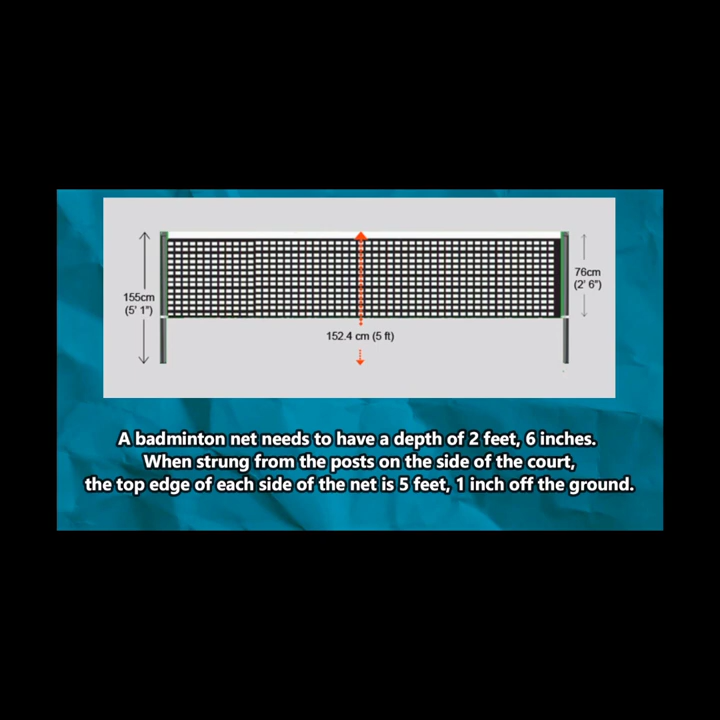 155cm
(5' 1")
76cm
(2' 6")
152.4 cm (5 ft)
A badminton net needs to have a depth of 2 feet, 6 inches.
When strung from the posts on the side of the court,
the top edge of each side of the net is 5 feet, 1 inch off the ground.